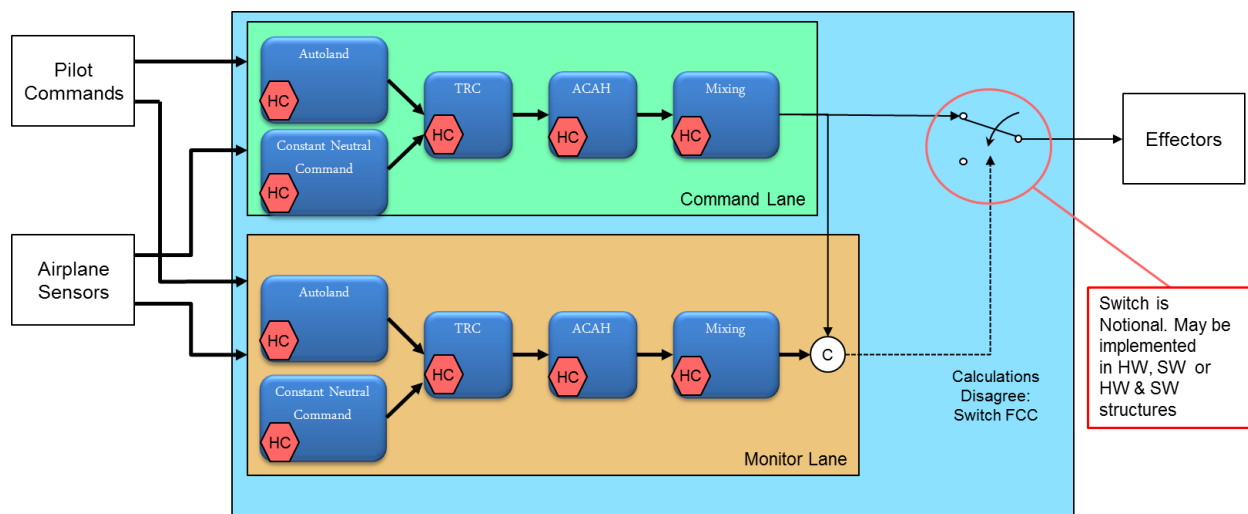 Pilot
Commands
Airplane
Sensors
Autoland
HC
Constant Neutral
Command
HC
TRC
HC
ACAH
HC
Mixing
HC
Command Lane
Autoland
HC
Constant Neutral
Command
HC
TRC
HC
ACAH
HC
Mixing
HC
C
Monitor Lane
Calculations
Disagree:
Switch FCC
Effectors
Switch is
Notional. May be
implemented
in HW, SW or
HW & SW
structures